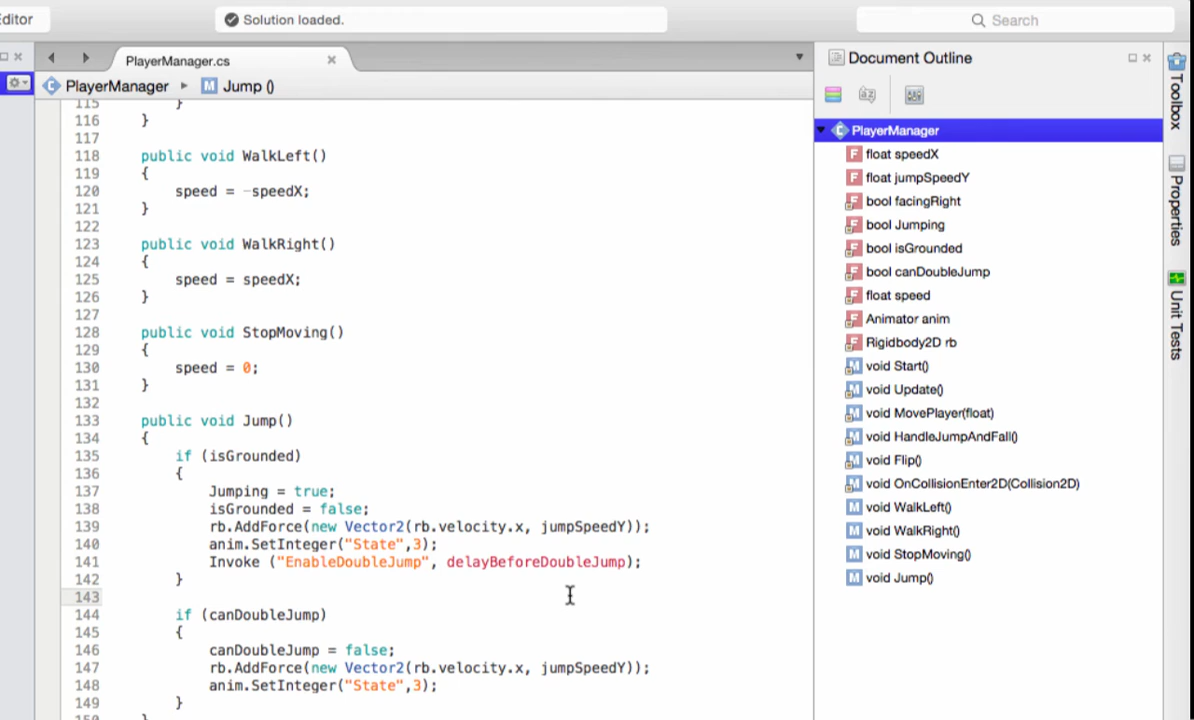 ditor
Solution loaded.
Search
PlayerManager.cs
PlayerManager ▸ M Jump ()
115 }
116 }
117
118 public void WalkLeft()
119 {
120 speed = -speedX;
121 }
122
123 public void WalkRight()
124 {
125 speed = speedX;
126 }
127
128 public void StopMoving()
129 {
130 speed = 0;
131 }
132
133 public void Jump()
134 {
135 if (isGrounded)
136 {
137 Jumping = true;
138 isGrounded = false;
139 rb.AddForce(new Vector2(rb.velocity.x, jumpSpeedY));
140 anim.SetInteger("State",3);
141 Invoke ("EnableDoubleJump", delayBeforeDoubleJump);
142 }
143
144 if (canDoubleJump)
145 {
146 canDoubleJump = false;
147 rb.AddForce(new Vector2(rb.velocity.x, jumpSpeedY));
148 anim.SetInteger("State",3);
149 }
150 }
Document Outline
PlayerManager
float speedX
float jumpSpeedY
bool facingRight
bool Jumping
bool isGrounded
bool canDoubleJump
float speed
Animator anim
Rigidbody2D rb
void Start()
void Update()
void MovePlayer(float)
void HandleJumpAndFall()
void Flip()
void OnCollisionEnter2D(Collision2D)
void WalkLeft()
void WalkRight()
void StopMoving()
void Jump()
Toolbox
Properties
Unit Tests